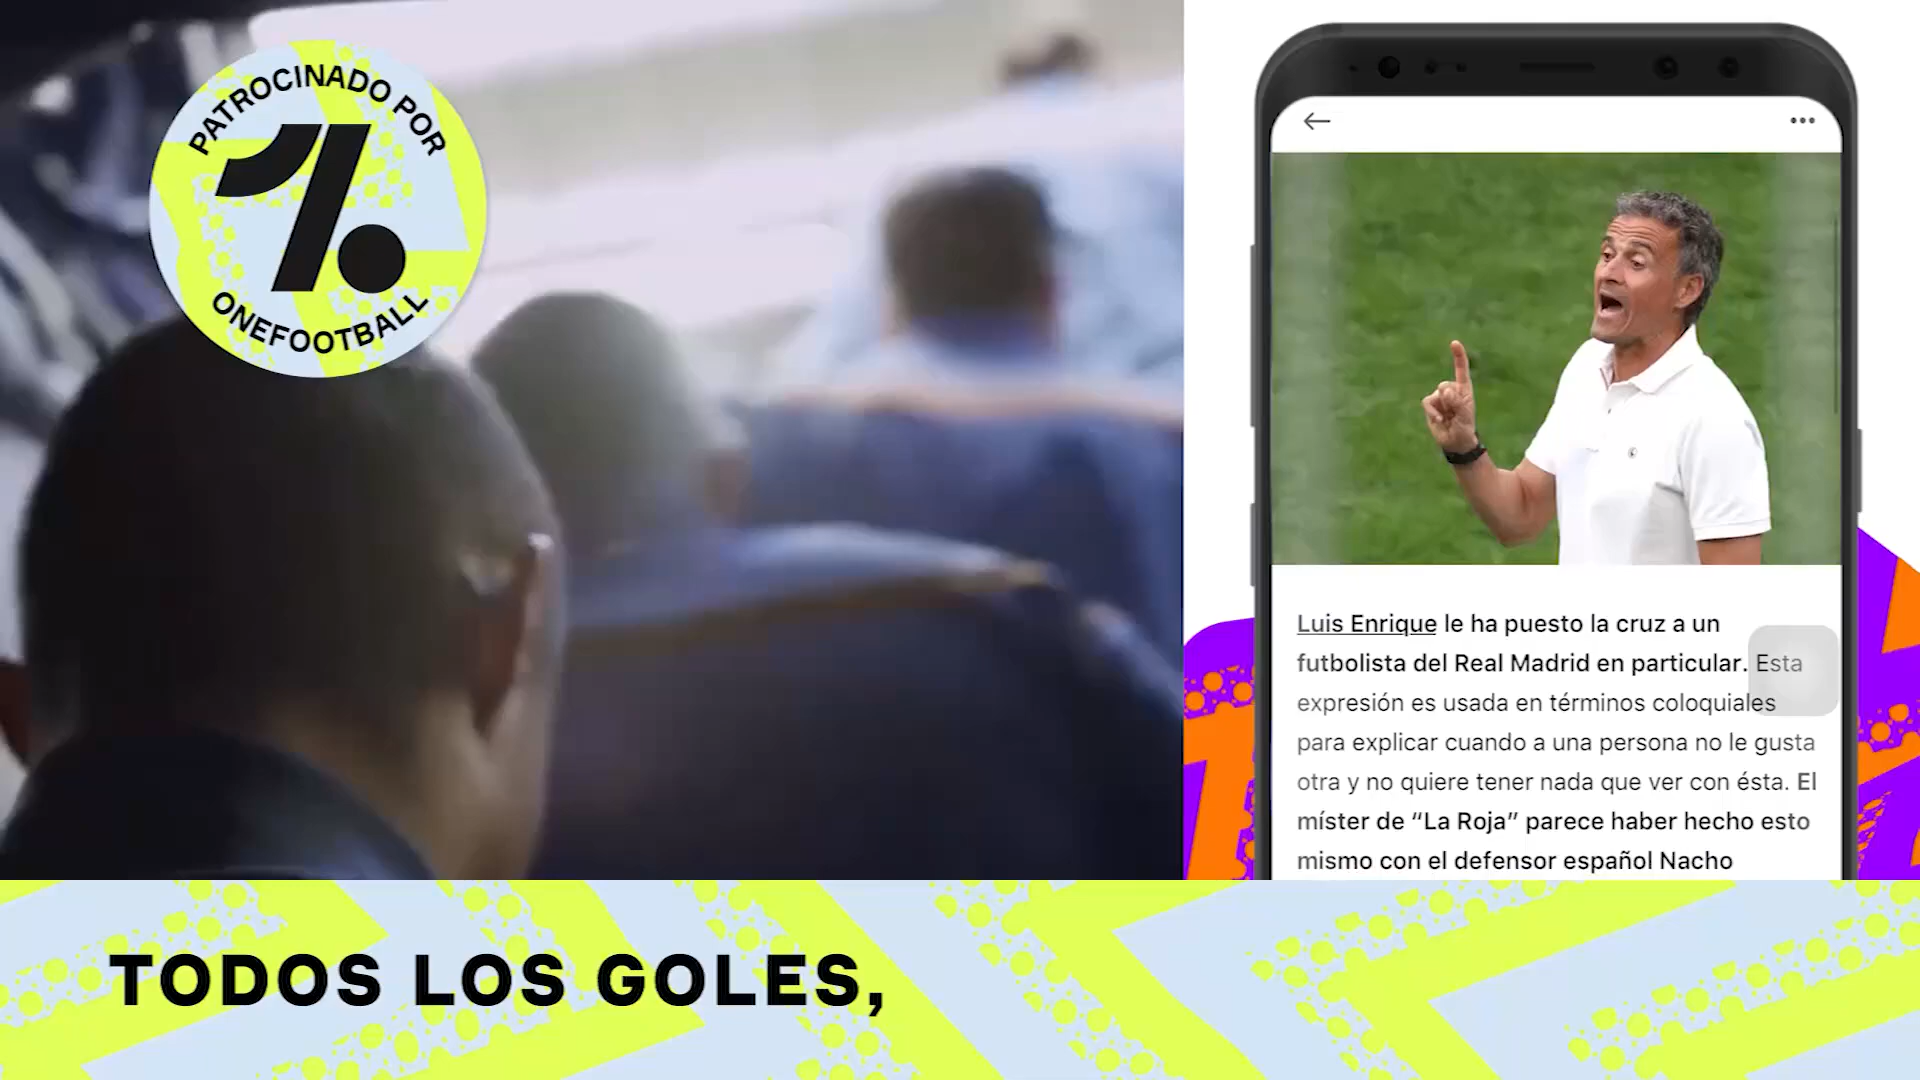 PATROCINADO POR
ONEFOOTBALL
Luis Enrique le ha puesto la cruz a un
futbolista del Real Madrid en particular. Esta
expresión es usada en términos coloquiales
para explicar cuando a una persona no le gusta
otra y no quiere tener nada que ver con ésta. El
míster de “La Roja” parece haber hecho esto
mismo con el defensor español Nacho
TODOS LOS GOLES,